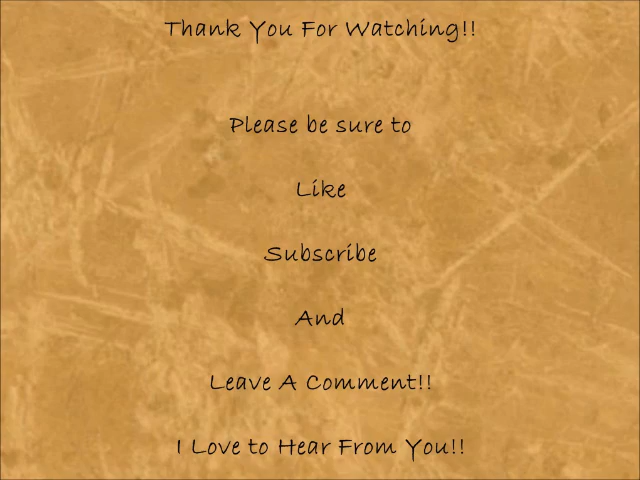 Thank You For Watching!!
Please be sure to
Like
Subscribe
And
Leave A Comment!!
I Love to Hear From You!!